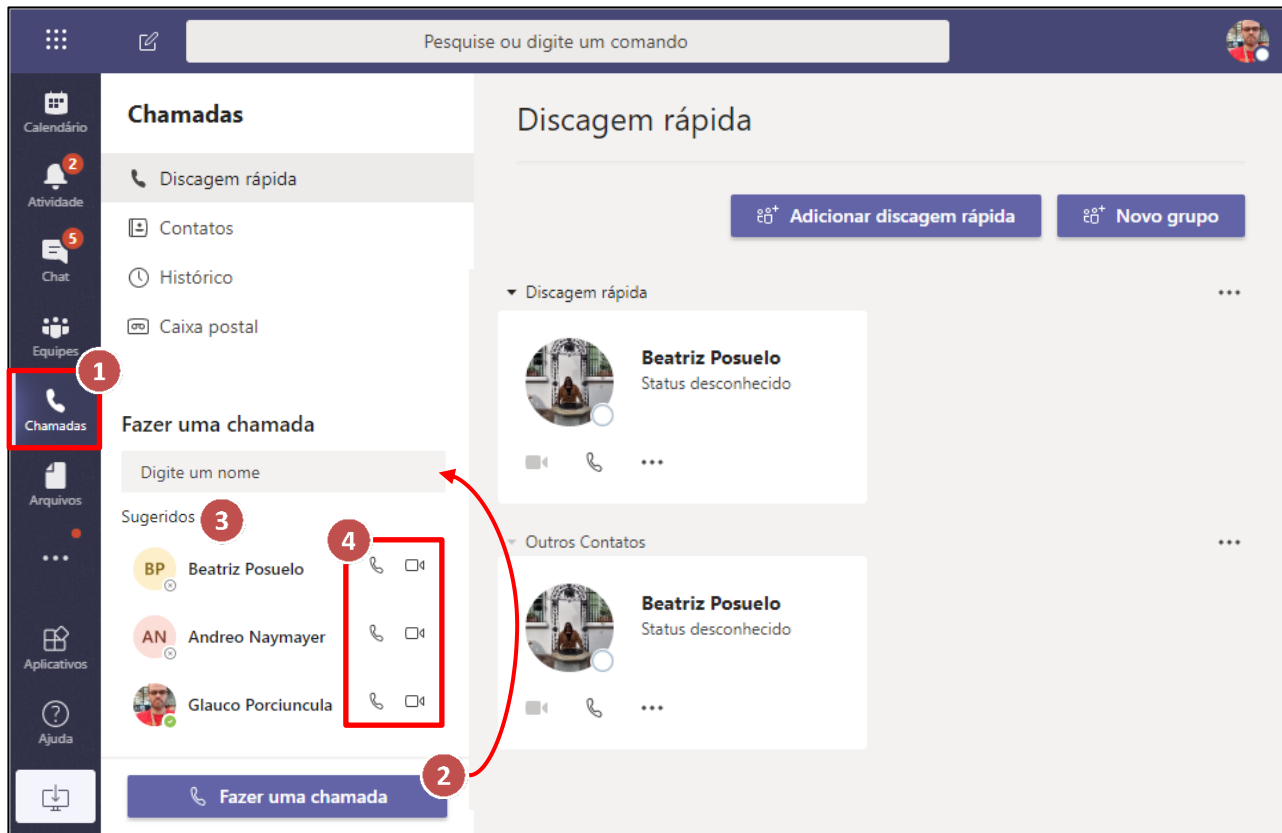 Pesquise ou digite um comando
Calendário
2
Atividade
5
Chat
Equipes
1
Chamadas
Arquivos
Aplicativos
Ajuda
Chamadas
Discagem rápida
Contatos
Histórico
Caixa postal
Fazer uma chamada
Digite um nome
Sugeridos 3
4
BP Beatriz Posuelo
AN Andreo Naymayer
Glauco Porciuncula
2
Fazer uma chamada
Discagem rápida
Adicionar discagem rápida
Novo grupo
Discagem rápida
Beatriz Posuelo
Status desconhecido
Outros Contatos
Beatriz Posuelo
Status desconhecido